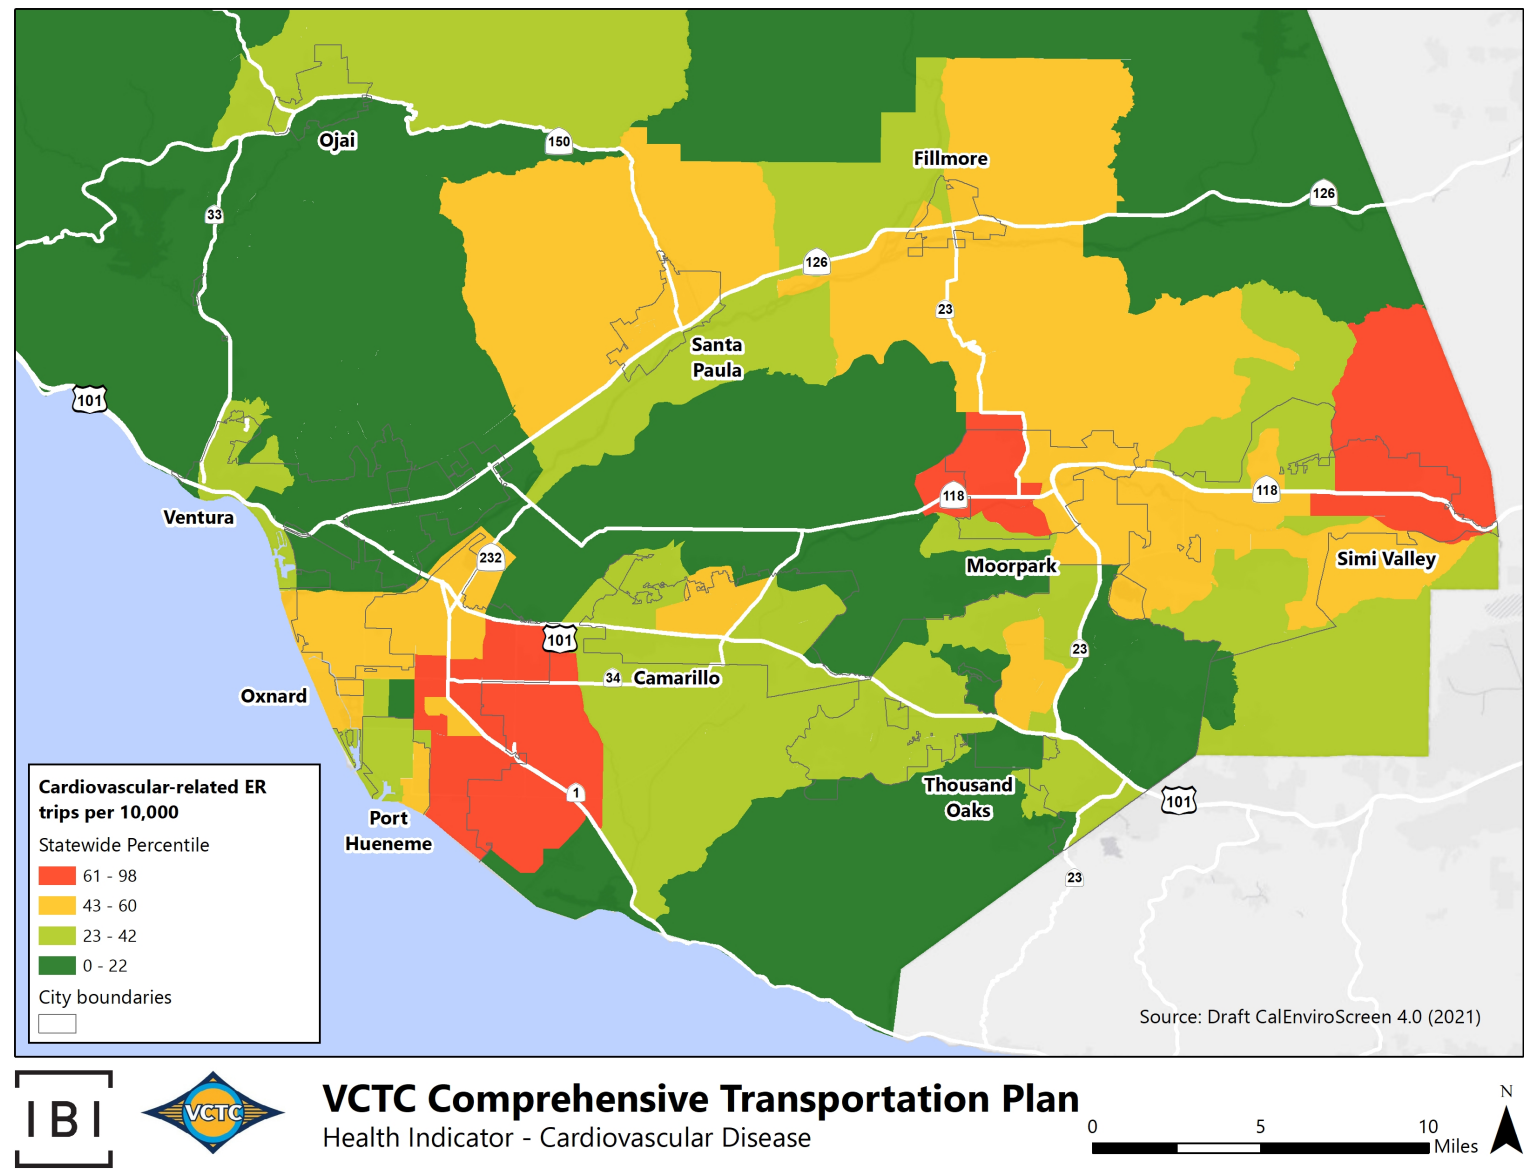 Ojai
150
Fillmore
33
126
126
23
Santa
Paula
101
118
118
Ventura
232
Moorpark
Simi Valley
101
23
34
Camarillo
Oxnard
1
Thousand
Oaks
101
Port
Hueneme
23
Cardiovascular-related ER
trips per 10,000
Statewide Percentile
61 - 98
43 - 60
23 - 42
0 - 22
City boundaries
Source: Draft CalEnviroScreen 4.0 (2021)
IBI
VCTC
VCTC Comprehensive Transportation Plan
Health Indicator - Cardiovascular Disease
0 5 10
Miles
N